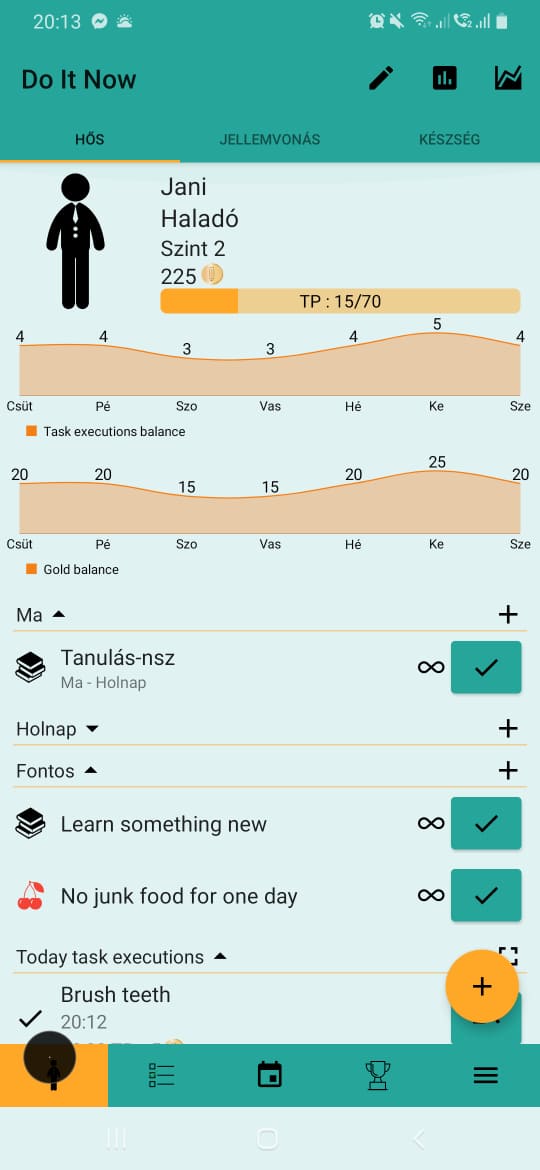 20:13
Do It Now
HŐS JELLEMVONÁS KÉSZSÉG
Jani
Haladó
Szint 2
225
TP : 15/70
4 4 3 3 4 5 4
Csüt Pé Szo Vas Hé Ke Sze
Task executions balance
20 20 15 15 20 25 20
Csüt Pé Szo Vas Hé Ke Sze
Gold balance
Ma
Tanulás-nsz
Ma - Holnap
Holnap
Fontos
Learn something new
No junk food for one day
Today task executions
Brush teeth
20:12